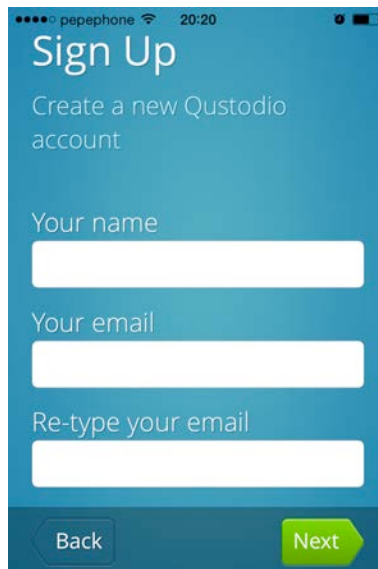 pepephone 20:20
Sign Up
Create a new Qustodio
account
Your name
Your email
Re-type your email
Back Next